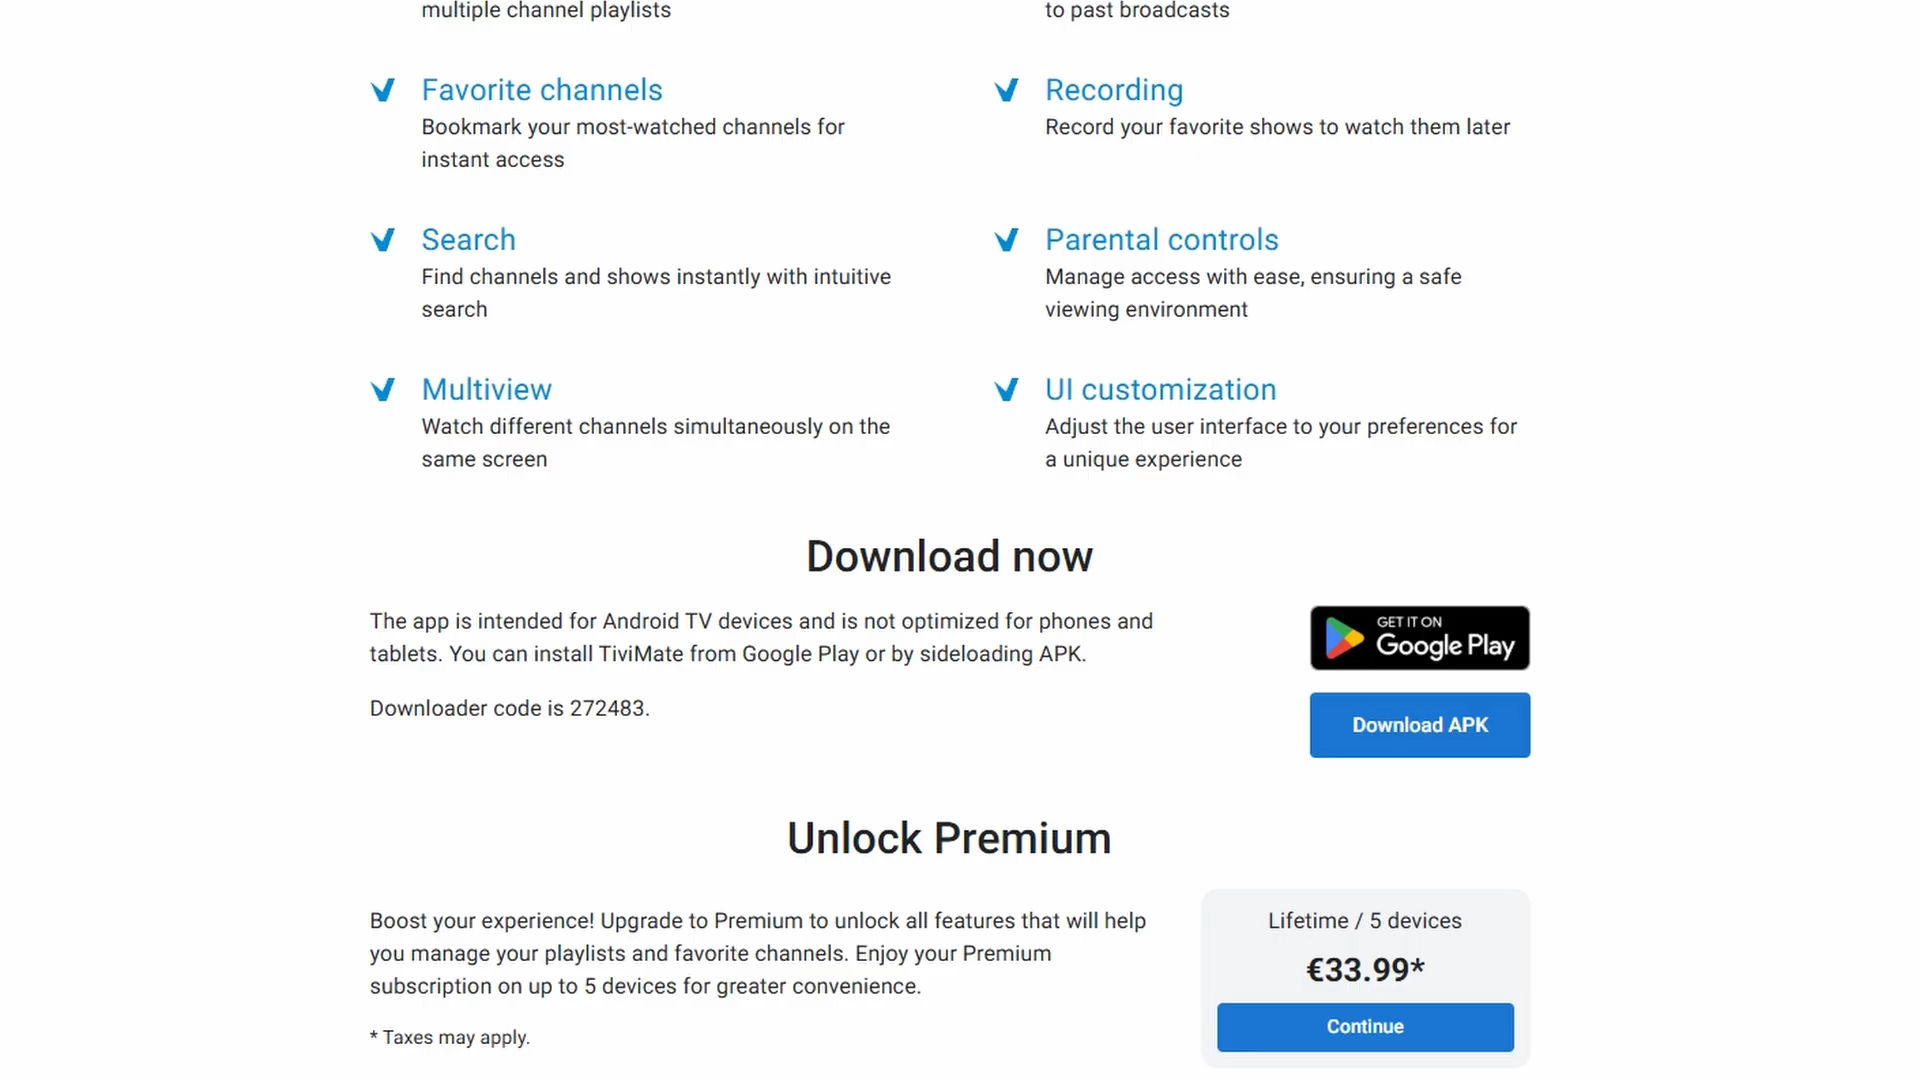 multiple channel playlists
to past broadcasts
Favorite channels
Bookmark your most-watched channels for
instant access
Recording
Record your favorite shows to watch them later
Search
Find channels and shows instantly with intuitive
search
Parental controls
Manage access with ease, ensuring a safe
viewing environment
Multiview
Watch different channels simultaneously on the
same screen
UI customization
Adjust the user interface to your preferences for
a unique experience
Download now
The app is intended for Android TV devices and is not optimized for phones and
tablets. You can install TiviMate from Google Play or by sideloading APK.
Downloader code is 272483.
GET IT ON
Google Play
Download APK
Unlock Premium
Boost your experience! Upgrade to Premium to unlock all features that will help
you manage your playlists and favorite channels. Enjoy your Premium
subscription on up to 5 devices for greater convenience.
* Taxes may apply.
Lifetime / 5 devices
€33.99*
Continue